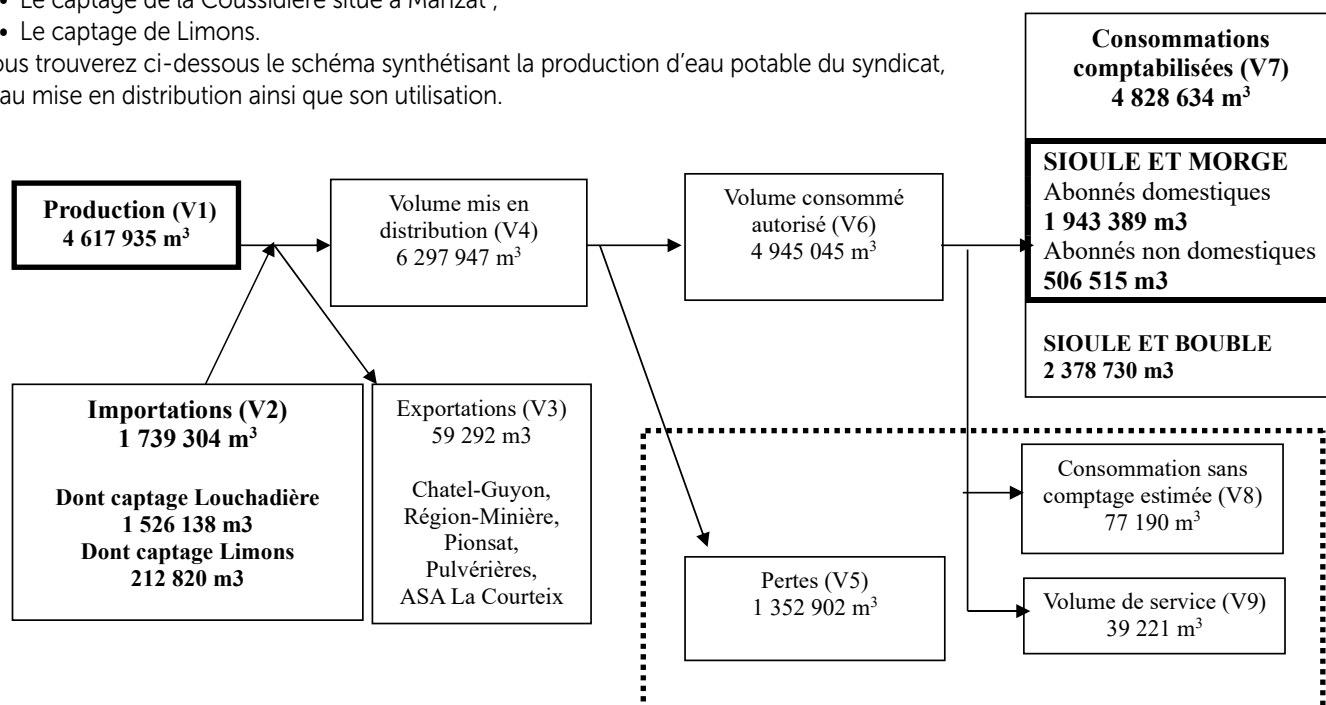 • Le captage de la Coussidière situé à Manzat ;
• Le captage de Limons.
ous trouverez ci-dessous le schéma synthétisant la production d'eau potable du syndicat,
au mise en distribution ainsi que son utilisation.
Consommations
comptabilisées (V7)
4 828 634 m³
SIOULE ET MORGE
Abonnés domestiques
1 943 389 m3
Abonnés non domestiques
506 515 m3
SIOULE ET BOUBLE
2 378 730 m3
Production (V1)
4 617 935 m³
Volume mis en
distribution (V4)
6 297 947 m³
Volume consommé
autorisé (V6)
4 945 045 m³
Importations (V2)
1 739 304 m³
Dont captage Louchadière
1 526 138 m3
Dont captage Limons
212 820 m3
Exportations (V3)
59 292 m3
Chatel-Guyon,
Région-Minière,
Pionsat,
Pulvérières,
ASA La Courteix
Pertes (V5)
1 352 902 m³
Consommation sans
comptage estimée (V8)
77 190 m³
Volume de service (V9)
39 221 m³